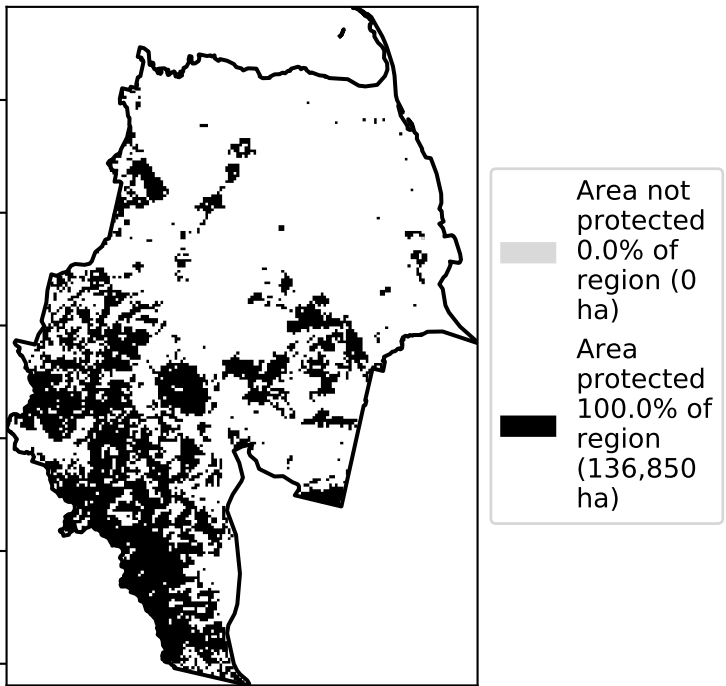 Area not
protected
0.0% of
region (0
ha)
Area
protected
100.0% of
region
(136,850
ha)